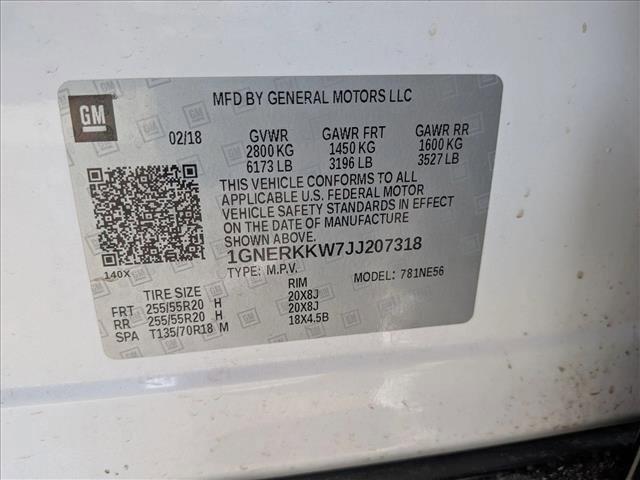 GM
MFD BY GENERAL MOTORS LLC
02/18 GVWR GAWR FRT GAWR RR
2800 KG 1450 KG 1600 KG
6173 LB 3196 LB 3527 LB
THIS VEHICLE CONFORMS TO ALL
APPLICABLE U.S. FEDERAL MOTOR
VEHICLE SAFETY STANDARDS IN EFFECT
ON THE DATE OF MANUFACTURE
SHOWN ABOVE.
140X
1GNERKKW7JJ207318
TYPE: M.P.V. MODEL: 781NE56
TIRE SIZE RIM
FRT 255/55R20 H 20X8J
RR 255/55R20 H 20X8J
SPA T135/70R18 M 18X4.5B